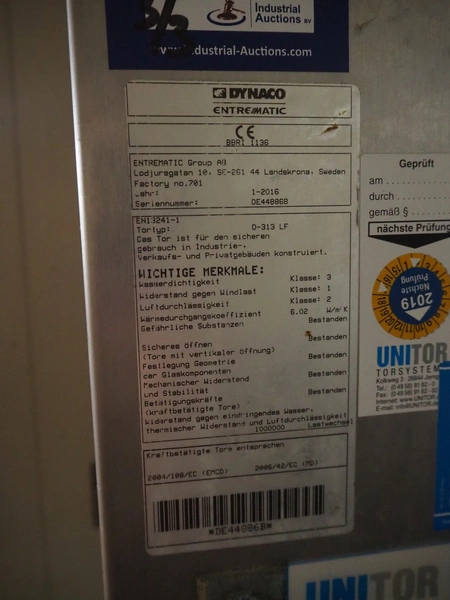 Industrial
Auctions BV
www.Industrial-Auctions.com
DYNACO
ENTREMATIC
CE
BBRI 1136
ENTREMATIC Group AB
Lodjursgatan 10, SE-261 44 Landskrona, Sweden
Factory no.701
Jahr: 1-2016
Seriennummer: DE44886B
EN13241-1
Tortyp: D-313 LF
Das Tor ist für den sicheren
gebrauch in Industrie-,
Verkaufs- und Privatgebäuden konstruiert.
WICHTIGE MERKMALE:
Wasserdichtigkeit Klasse: 3
Widerstand gegen Windlast Klasse: 1
Luftdurchlässigkeit Klasse: 2
Wärmedurchgangskoeffizient 6.02 W/m²K
Gefährliche Substanzen Bestanden
Sicheres Öffnen Bestanden
(Tore mit vertikaler Öffnung)
Festlegung Geometrie Bestanden
der Glaskomponenten
Mechanischer Widerstand Bestanden
und Stabilität
Betätigungskräfte Bestanden
(kraftbetätigte Tore)
Widerstand gegen eindringendes Wasser,
thermischer Widerstand und Luftdurchlässigkeit
1000000 Lastwechsel
Kraftbetätigte Tore entsprechen
2004/108/EC (EMCD) 2006/42/EC (MD)
*DE44886B*
Geprüft
am
durch
gemäß §
nächste Prüfung
Nächste
Prüfung
2019
UNITOR
TORSYSTEM
UNITOR